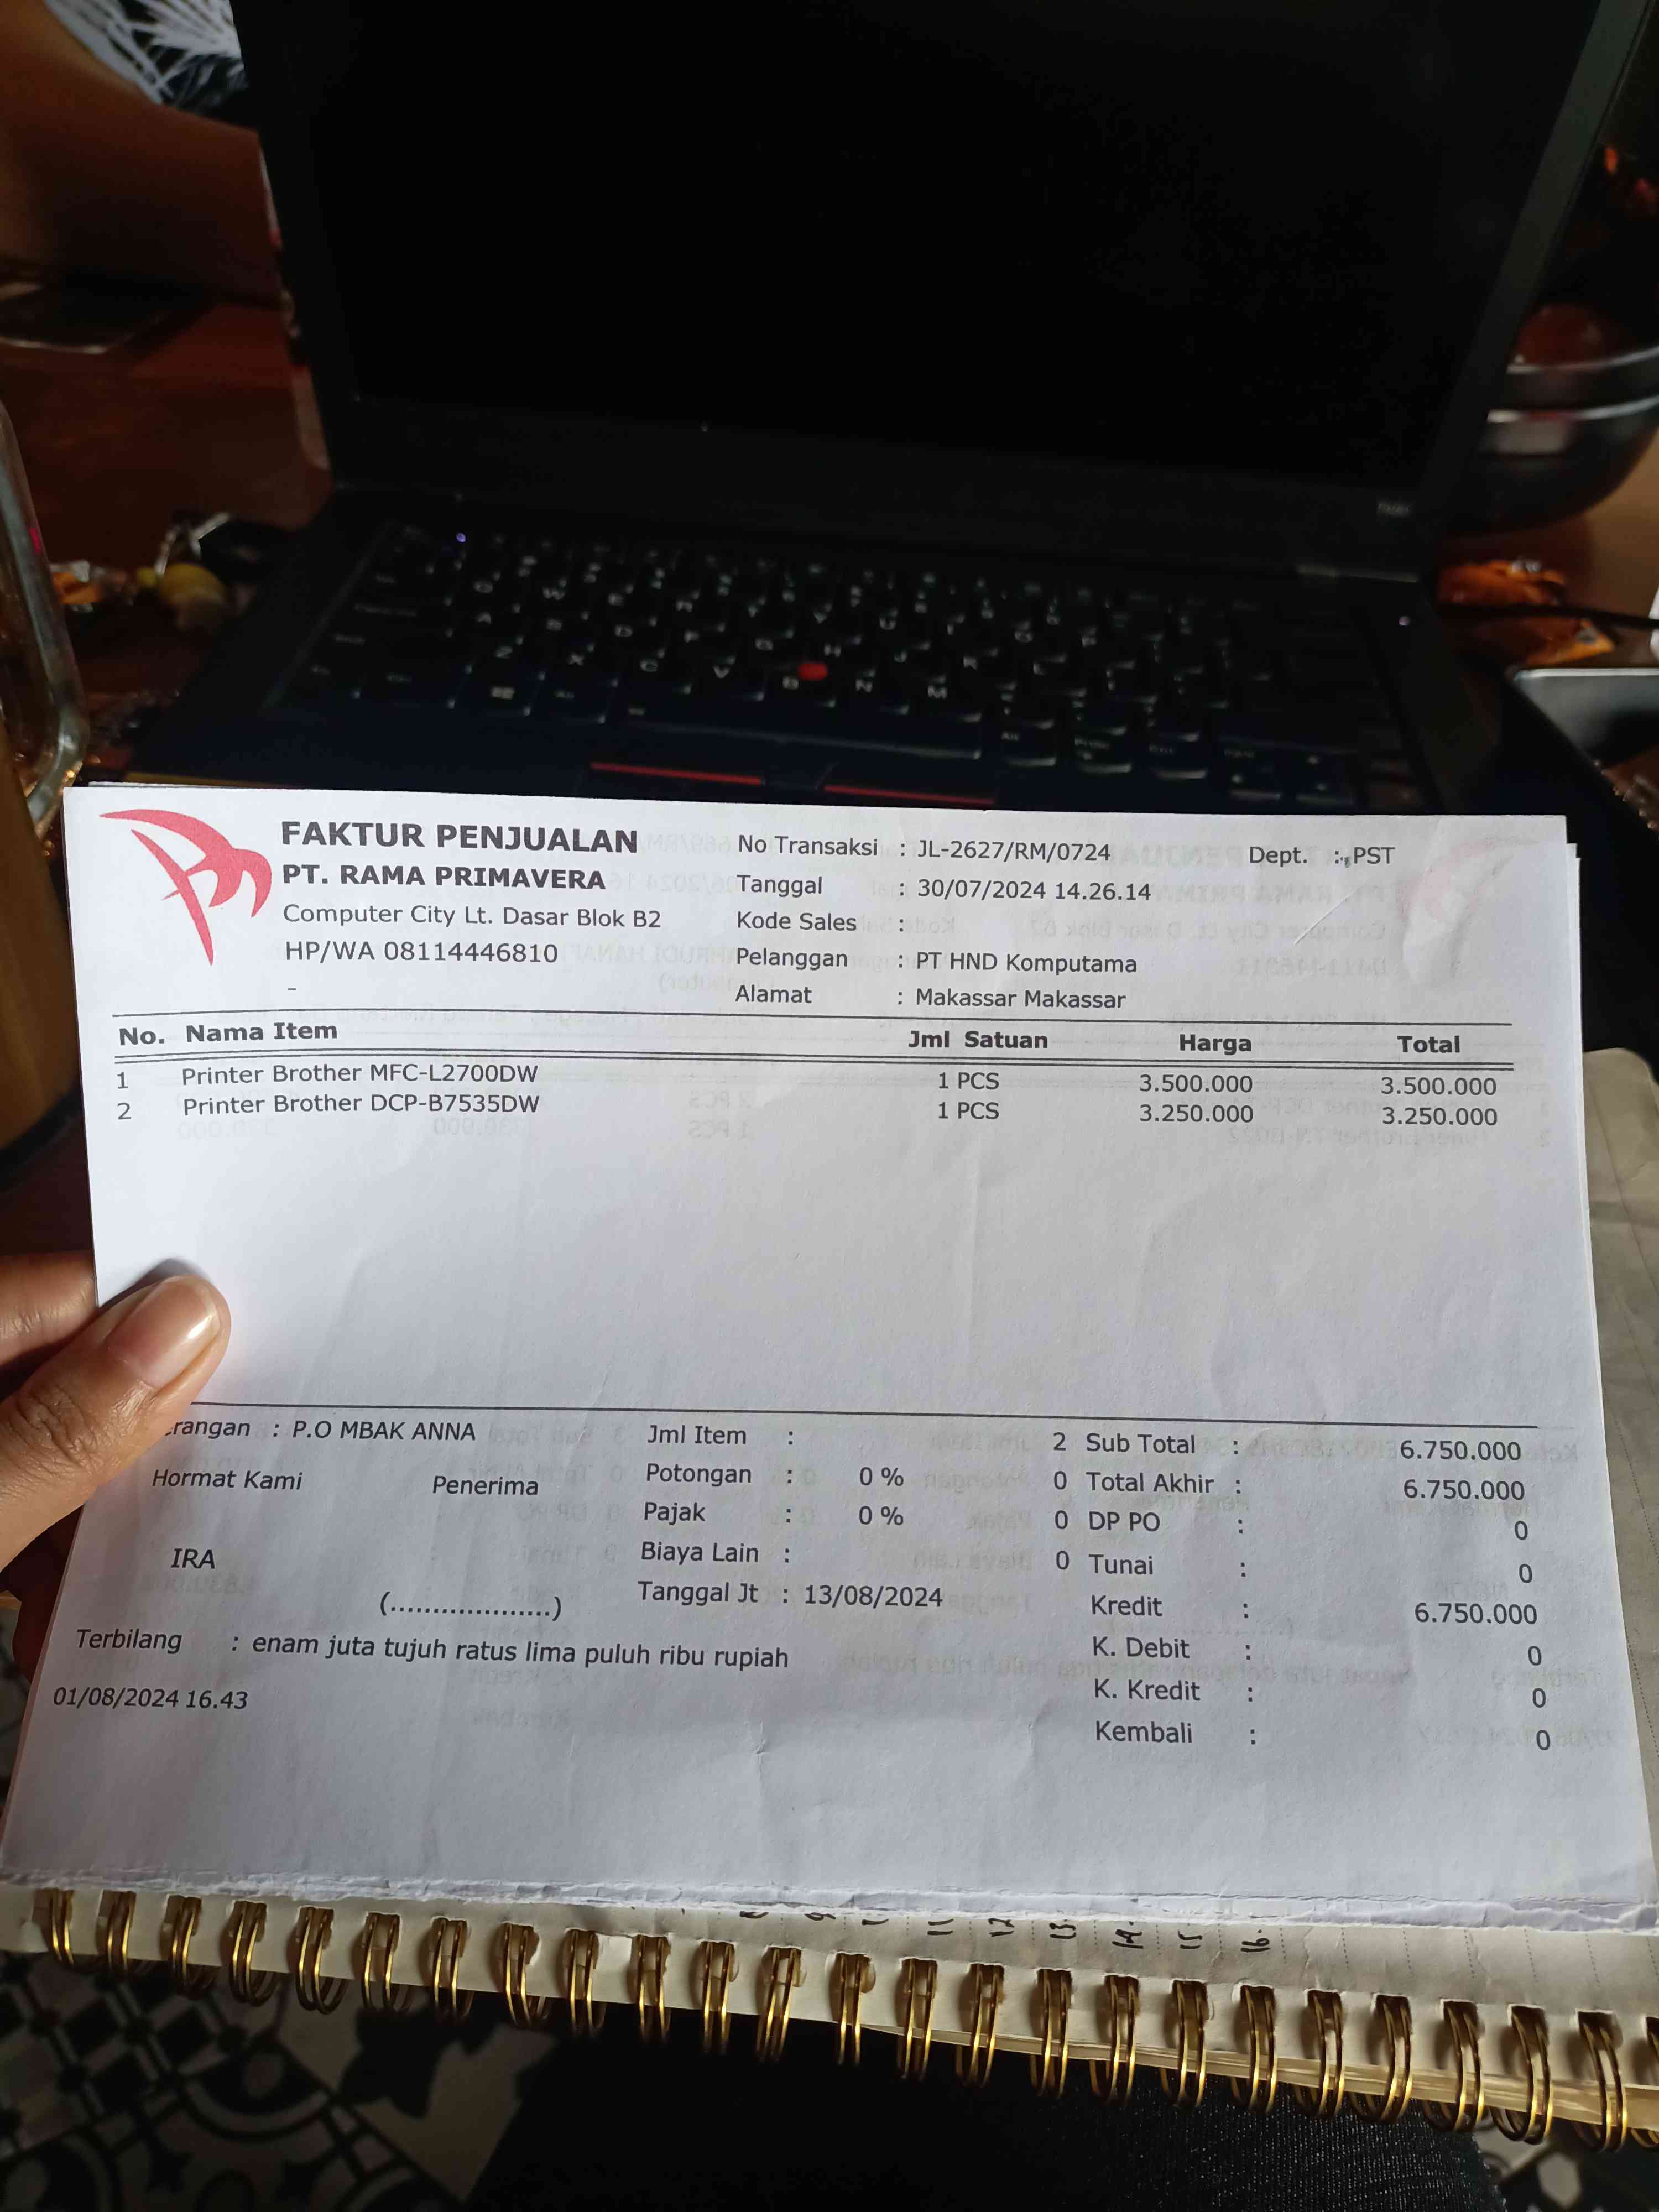 FAKTUR PENJUALAN
PT. RAMA PRIMAVERA
Computer City Lt. Dasar Blok B2
HP/WA 08114446810
-
No Transaksi : JL-2627/RM/0724 Dept. : PST
Tanggal : 30/07/2024 14.26.14
Kode Sales :
Pelanggan : PT HND Komputama
Alamat : Makassar Makassar
No. Nama Item Jml Satuan Harga Total
1 Printer Brother MFC-L2700DW 1 PCS 3.500.000 3.500.000
2 Printer Brother DCP-B7535DW 1 PCS 3.250.000 3.250.000
rangan : P.O MBAK ANNA
Hormat Kami Penerima
IRA
(....................)
Jml Item : 2
Potongan : 0 % 0
Pajak : 0 % 0
Biaya Lain : 0
Tanggal Jt : 13/08/2024
Sub Total : 6.750.000
Total Akhir : 6.750.000
DP PO : 0
Tunai : 0
Kredit : 6.750.000
K. Debit : 0
K. Kredit : 0
Kembali : 0
Terbilang : enam juta tujuh ratus lima puluh ribu rupiah
01/08/2024 16.43
11
12
13.
14.
15
16.